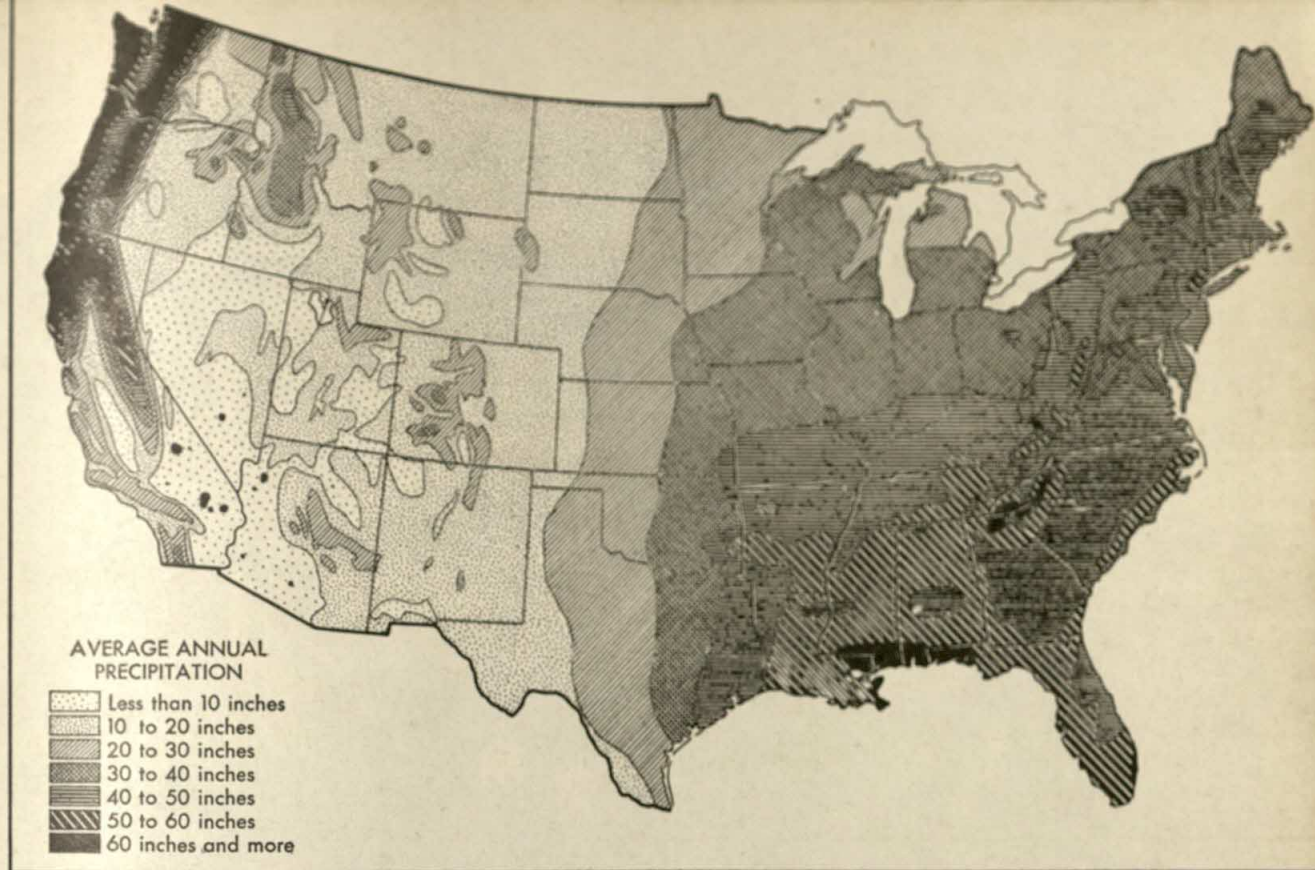 AVERAGE ANNUAL
PRECIPITATION
Less than 10 inches
10 to 20 inches
20 to 30 inches
30 to 40 inches
40 to 50 inches
50 to 60 inches
60 inches and more